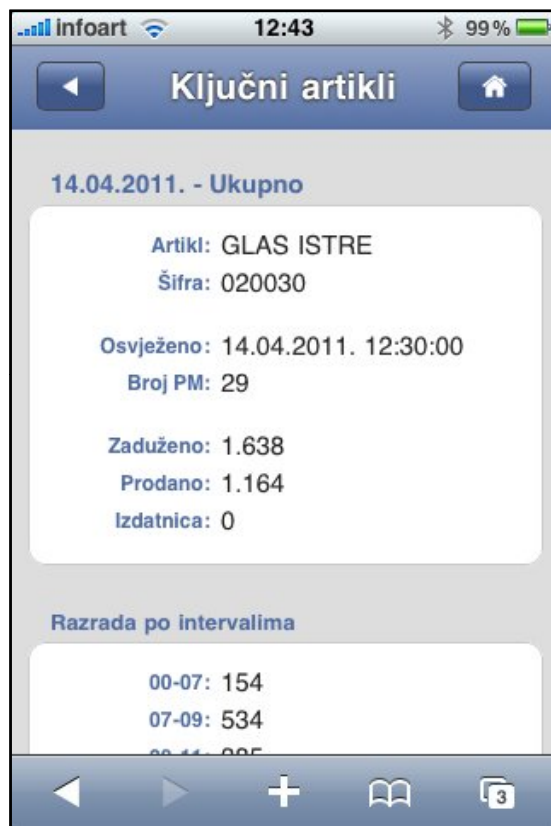 infoart 12:43 99%
Ključni artikli
14.04.2011. - Ukupno
Artikl: GLAS ISTRE
Šifra: 020030
Osvježeno: 14.04.2011. 12:30:00
Broj PM: 29
Zaduženo: 1.638
Prodano: 1.164
Izdatnica: 0
Razrada po intervalima
00-07: 154
07-09: 534
3